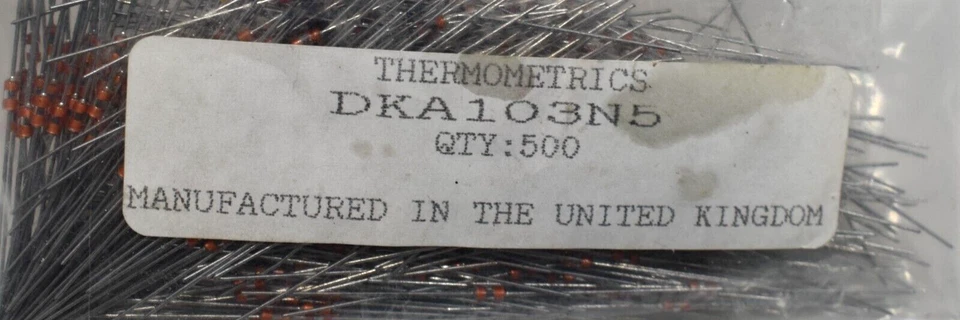 THERMOMETRICS
DKA103N5
QTY:500
MANUFACTURED IN THE UNITED KINGDOM